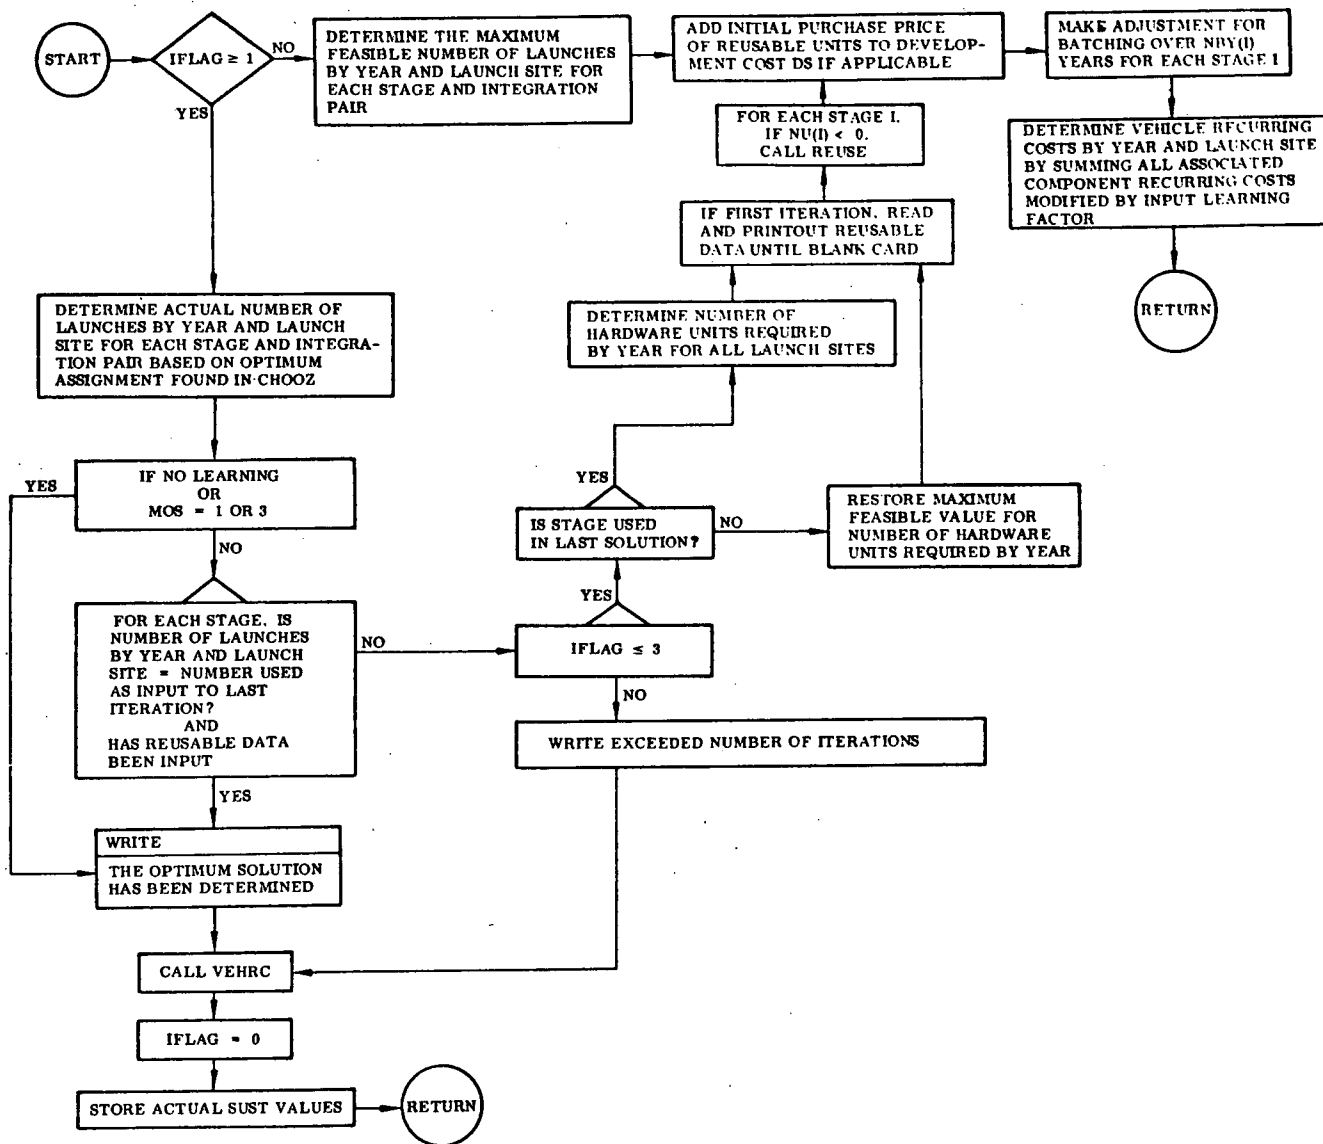 START
IFLAG ≥ 1
NO
YES
DETERMINE THE MAXIMUM
FEASIBLE NUMBER OF LAUNCHES
BY YEAR AND LAUNCH SITE FOR
EACH STAGE AND INTEGRATION
PAIR
ADD INITIAL PURCHASE PRICE
OF REUSABLE UNITS TO DEVELOP-
MENT COST DS IF APPLICABLE
MAKE ADJUSTMENT FOR
BATCHING OVER NBY(I)
YEARS FOR EACH STAGE I
DETERMINE VEHICLE RECURRING
COSTS BY YEAR AND LAUNCH SITE
BY SUMMING ALL ASSOCIATED
COMPONENT RECURRING COSTS
MODIFIED BY INPUT LEARNING
FACTOR
RETURN
FOR EACH STAGE I,
IF NU(I) < 0,
CALL REUSE
IF FIRST ITERATION, READ
AND PRINTOUT REUSABLE
DATA UNTIL BLANK CARD
DETERMINE NUMBER OF
HARDWARE UNITS REQUIRED
BY YEAR FOR ALL LAUNCH SITES
DETERMINE ACTUAL NUMBER OF
LAUNCHES BY YEAR AND LAUNCH
SITE FOR EACH STAGE AND INTEGRA-
TION PAIR BASED ON OPTIMUM
ASSIGNMENT FOUND IN CHOOZ
YES
IF NO LEARNING
OR
MOS = 1 OR 3
NO
YES
IS STAGE USED
IN LAST SOLUTION?
NO
RESTORE MAXIMUM
FEASIBLE VALUE FOR
NUMBER OF HARDWARE
UNITS REQUIRED BY YEAR
YES
FOR EACH STAGE, IS
NUMBER OF LAUNCHES
BY YEAR AND LAUNCH
SITE = NUMBER USED
AS INPUT TO LAST
ITERATION?
AND
HAS REUSABLE DATA
BEEN INPUT
NO
IFLAG ≤ 3
NO
WRITE EXCEEDED NUMBER OF ITERATIONS
YES
WRITE
THE OPTIMUM SOLUTION
HAS BEEN DETERMINED
CALL VEHRC
IFLAG = 0
STORE ACTUAL SUST VALUES
RETURN